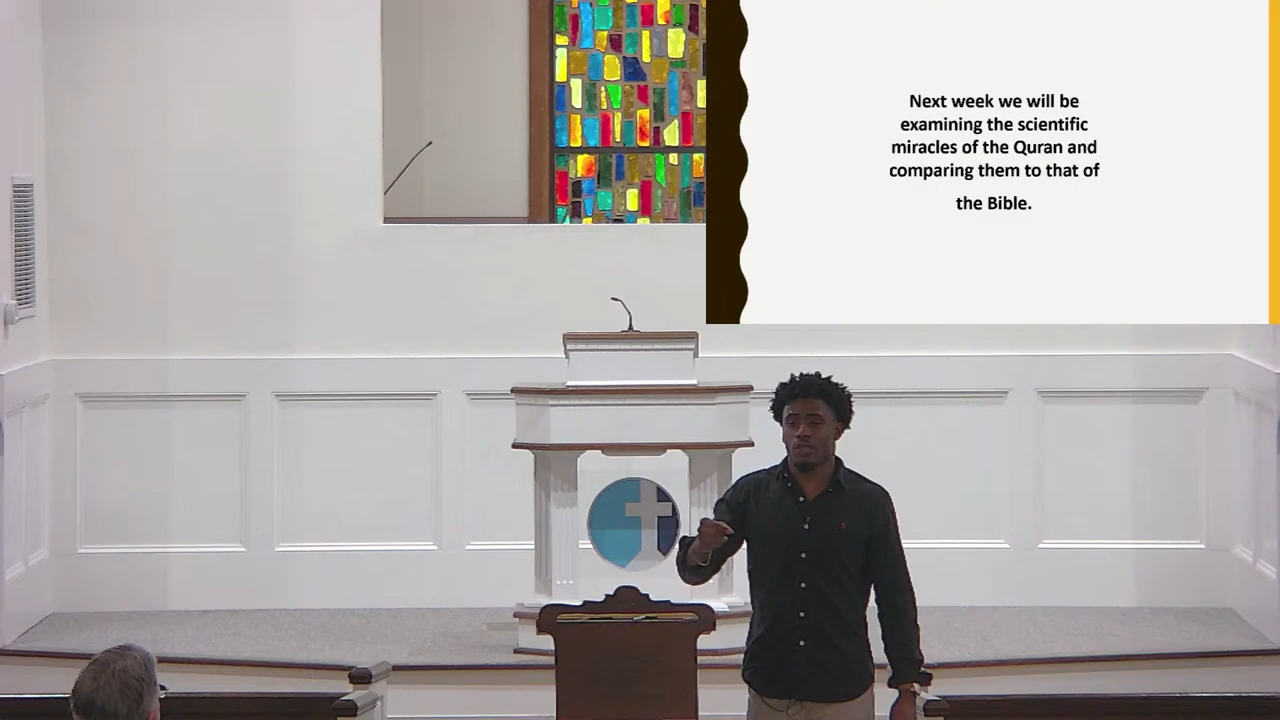 Next week we will be
examining the scientific
miracles of the Quran and
comparing them to that of
the Bible.